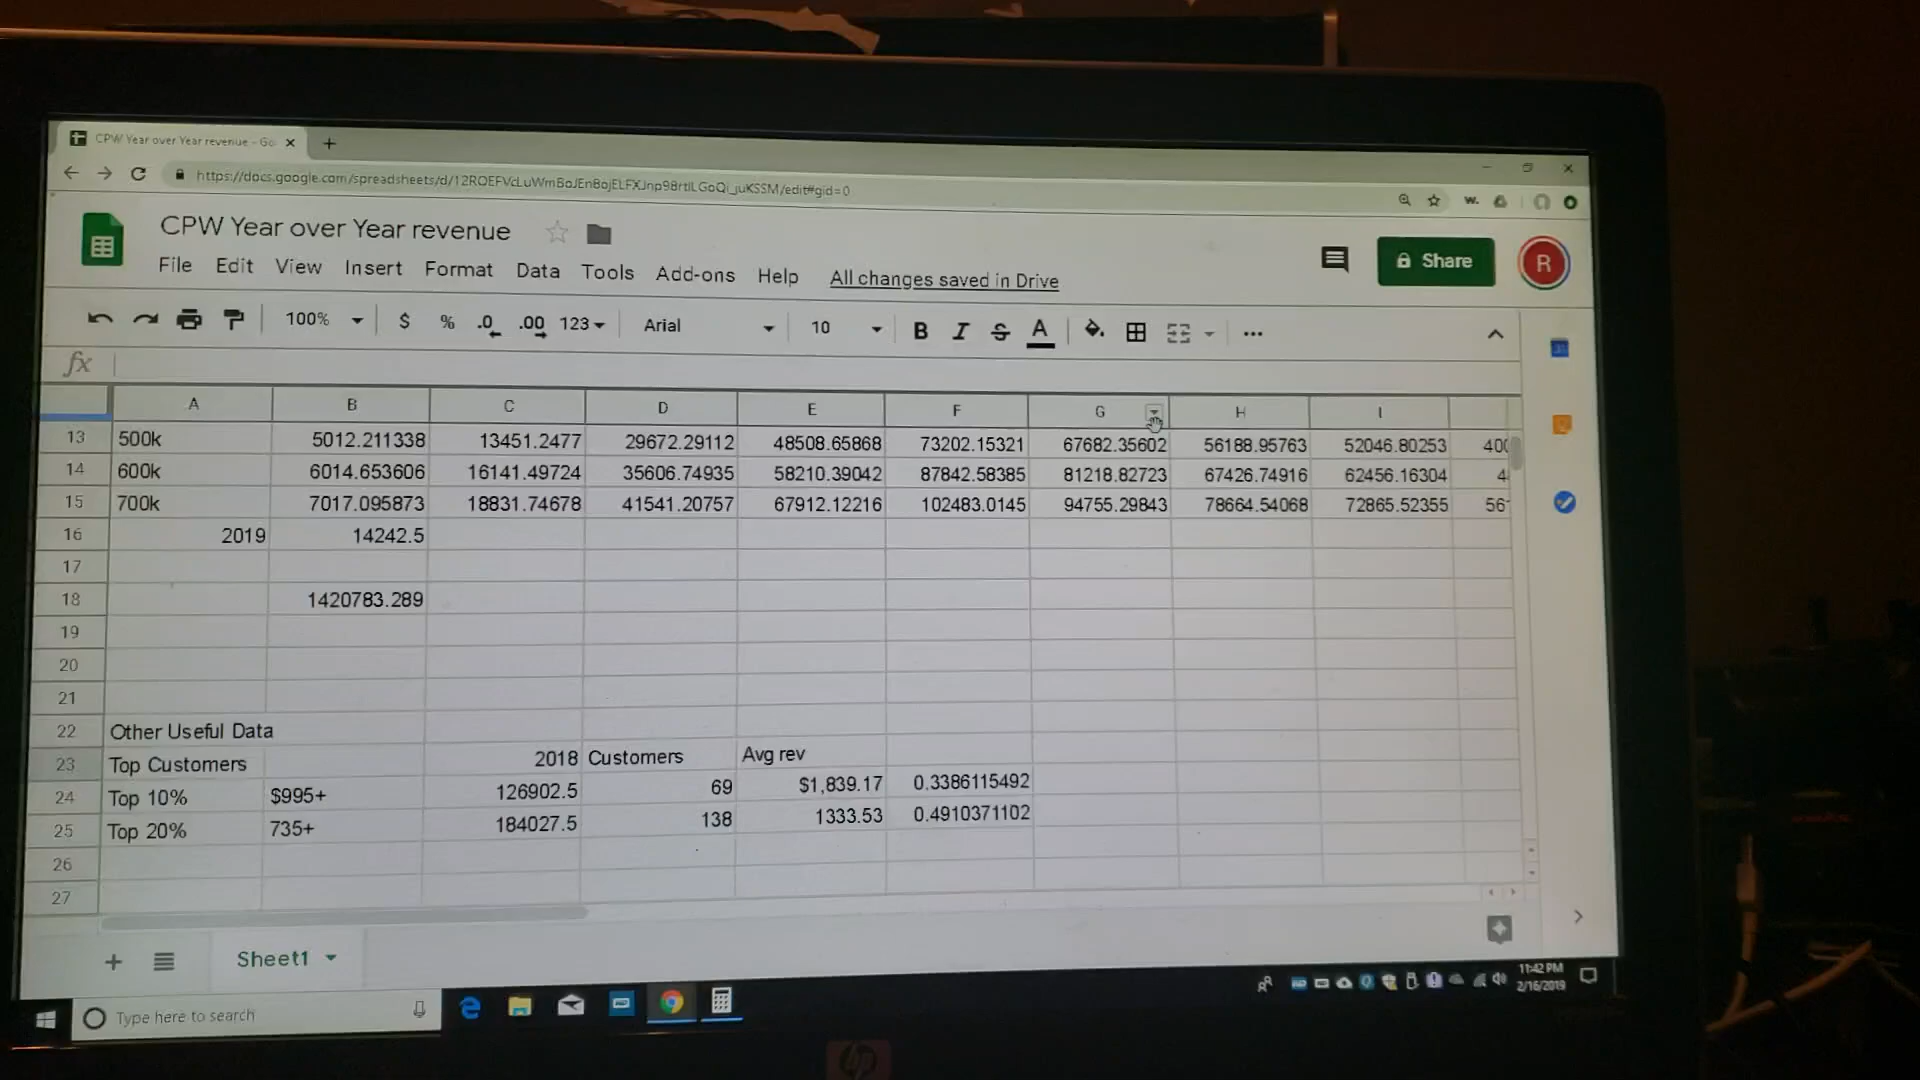 CPW Year over Year revenue - Go
https://docs.google.com/spreadsheets/d/
CPW Year over Year revenue
File Edit View Insert Format Data Tools Add-ons Help All changes saved in Drive
Share
R
100% $ % .0 .00 123 Arial 10 B I S A
fx
A B C D E F G H I
13 500k 5012.211338 13451.2477 29672.29112 48508.65868 73202.15321 67682.35602 56188.95763 52046.80253 400
14 600k 6014.653606 16141.49724 35606.74935 58210.39042 87842.58385 81218.82723 67426.74916 62456.16304
15 700k 7017.095873 18831.74678 41541.20757 67912.12216 102483.0145 94755.29843 78664.54068 72865.52355
16 2019 14242.5
17
18 1420783.289
19
20
21
22 Other Useful Data
23 Top Customers 2018 Customers Avg rev
24 Top 10% $995+ 126902.5 69 $1,839.17 0.3386115492
25 Top 20% 735+ 184027.5 138 1333.53 0.4910371102
26
27
Sheet1
Type here to search
11:42 PM
2/16/2019
hp